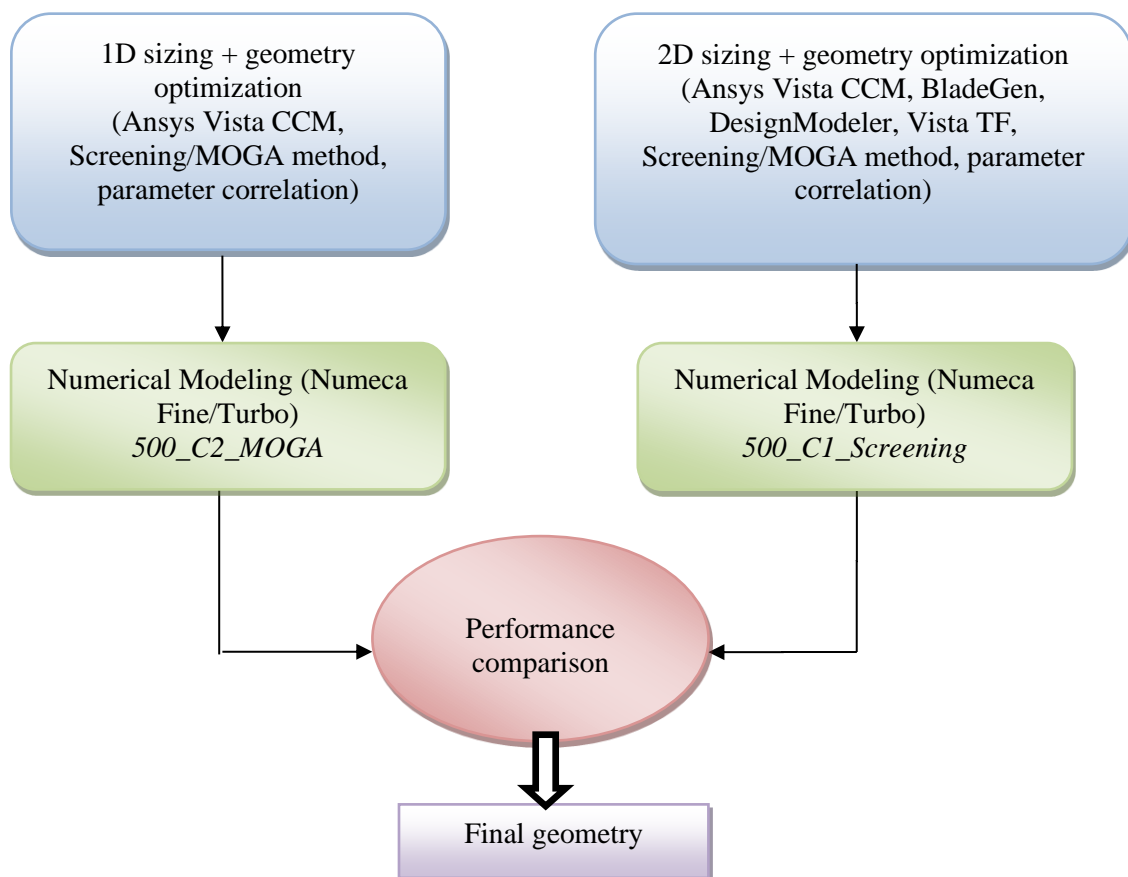 1D sizing + geometry
optimization
(Ansys Vista CCM,
Screening/MOGA method,
parameter correlation)
2D sizing + geometry optimization
(Ansys Vista CCM, BladeGen,
DesignModeler, Vista TF,
Screening/MOGA method, parameter
correlation)
Numerical Modeling (Numeca
Fine/Turbo)
500_C2_MOGA
Numerical Modeling (Numeca
Fine/Turbo)
500_C1_Screening
Performance
comparison
Final geometry